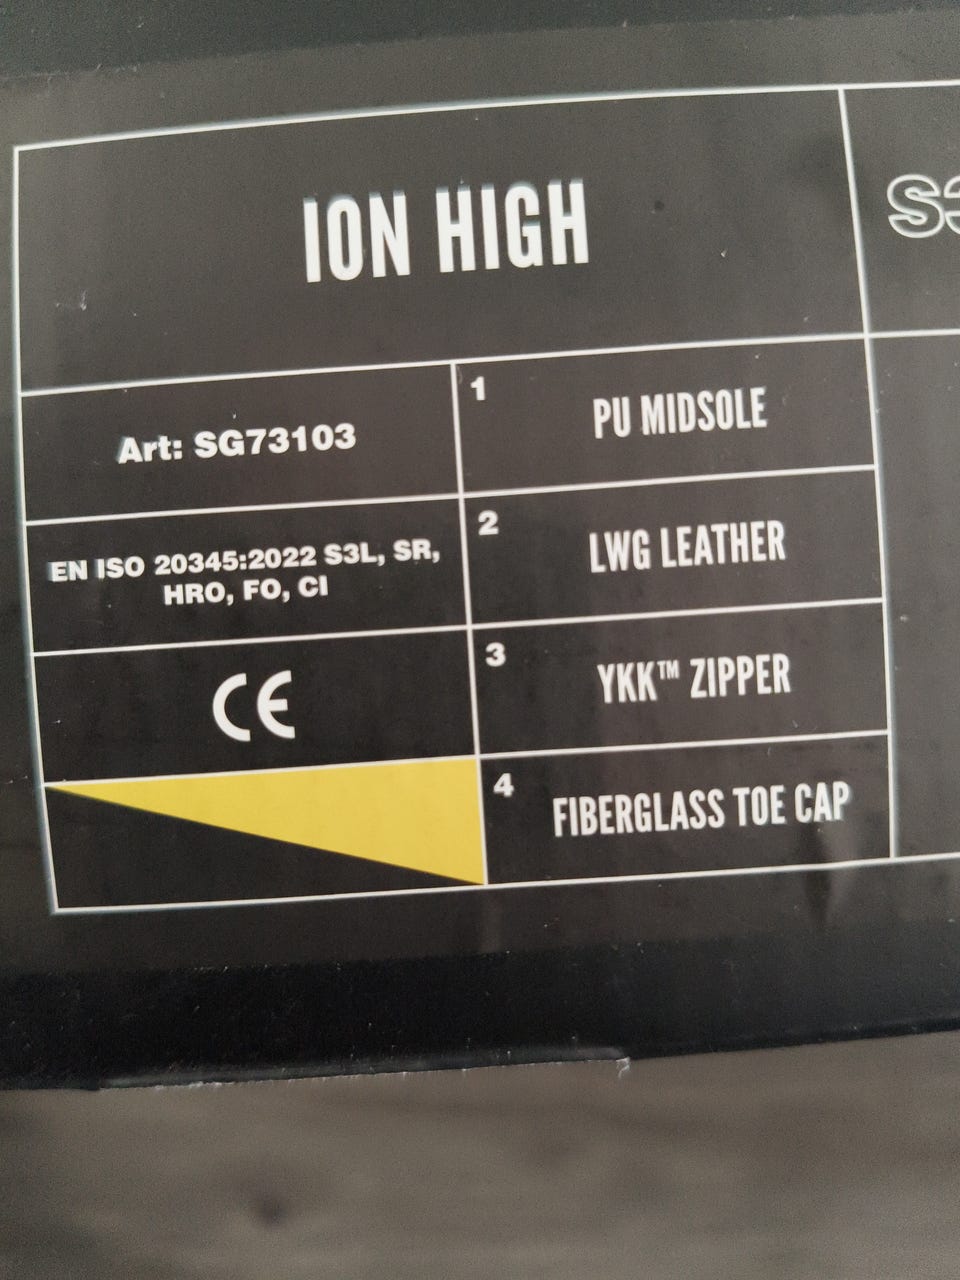 ION HIGH
S3
Art: SG73103
1
PU MIDSOLE
EN ISO 20345:2022 S3L, SR,
HRO, FO, CI
2
LWG LEATHER
CE
3
YKK™ ZIPPER
4
FIBERGLASS TOE CAP